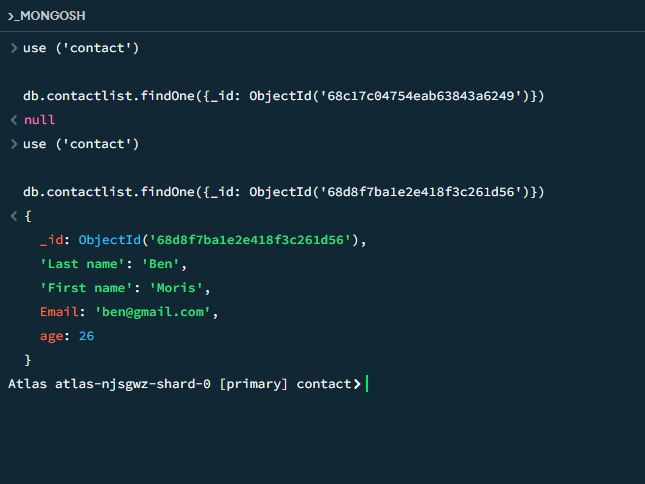 >_MONGOSH
> use ('contact')
db.contactlist.findOne({_id: ObjectId('68c17c04754eab63843a6249')})
< null
> use ('contact')
db.contactlist.findOne({_id: ObjectId('68d8f7ba1e2e418f3c261d56')})
< {
_id: ObjectId('68d8f7ba1e2e418f3c261d56'),
'Last name': 'Ben',
'First name': 'Moris',
Email: 'ben@gmail.com',
age: 26
}
Atlas atlas-njsgwz-shard-0 [primary] contact>